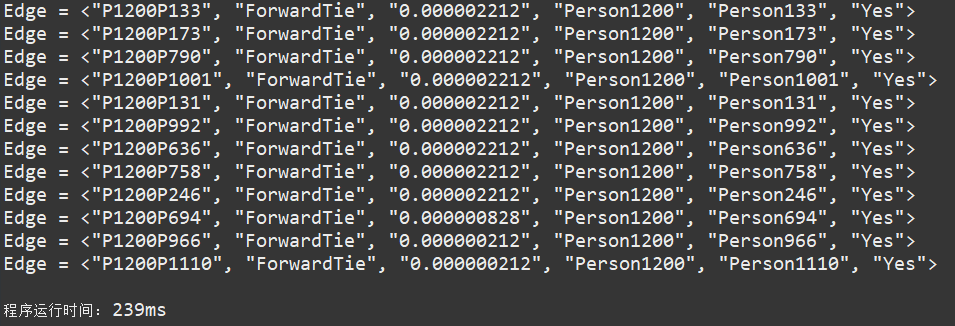 Edge = <"P1200P133", "ForwardTie", "0.000002212", "Person1200", "Person133", "Yes">
Edge = <"P1200P173", "ForwardTie", "0.000002212", "Person1200", "Person173", "Yes">
Edge = <"P1200P790", "ForwardTie", "0.000002212", "Person1200", "Person790", "Yes">
Edge = <"P1200P1001", "ForwardTie", "0.000002212", "Person1200", "Person1001", "Yes">
Edge = <"P1200P131", "ForwardTie", "0.000002212", "Person1200", "Person131", "Yes">
Edge = <"P1200P992", "ForwardTie", "0.000002212", "Person1200", "Person992", "Yes">
Edge = <"P1200P636", "ForwardTie", "0.000002212", "Person1200", "Person636", "Yes">
Edge = <"P1200P758", "ForwardTie", "0.000002212", "Person1200", "Person758", "Yes">
Edge = <"P1200P246", "ForwardTie", "0.000002212", "Person1200", "Person246", "Yes">
Edge = <"P1200P694", "ForwardTie", "0.000000828", "Person1200", "Person694", "Yes">
Edge = <"P1200P966", "ForwardTie", "0.000000212", "Person1200", "Person966", "Yes">
Edge = <"P1200P1110", "ForwardTie", "0.000000212", "Person1200", "Person1110", "Yes">
程序运行时间: 239ms